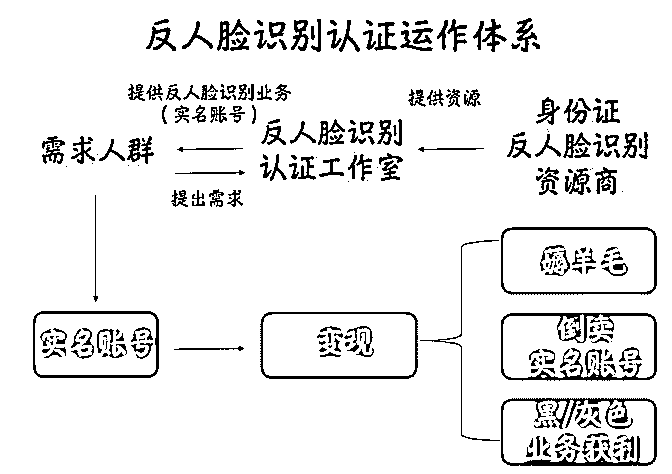 反人脸识别认证运作体系
提供反人脸识别业务
（实名账号）
提供资源
身份证
反人脸识别
资源商
需求人群
反人脸识别
认证工作室
提出需求
薅羊毛
实名账号
变现
倒卖
实名账号
黑/灰色
业务获利